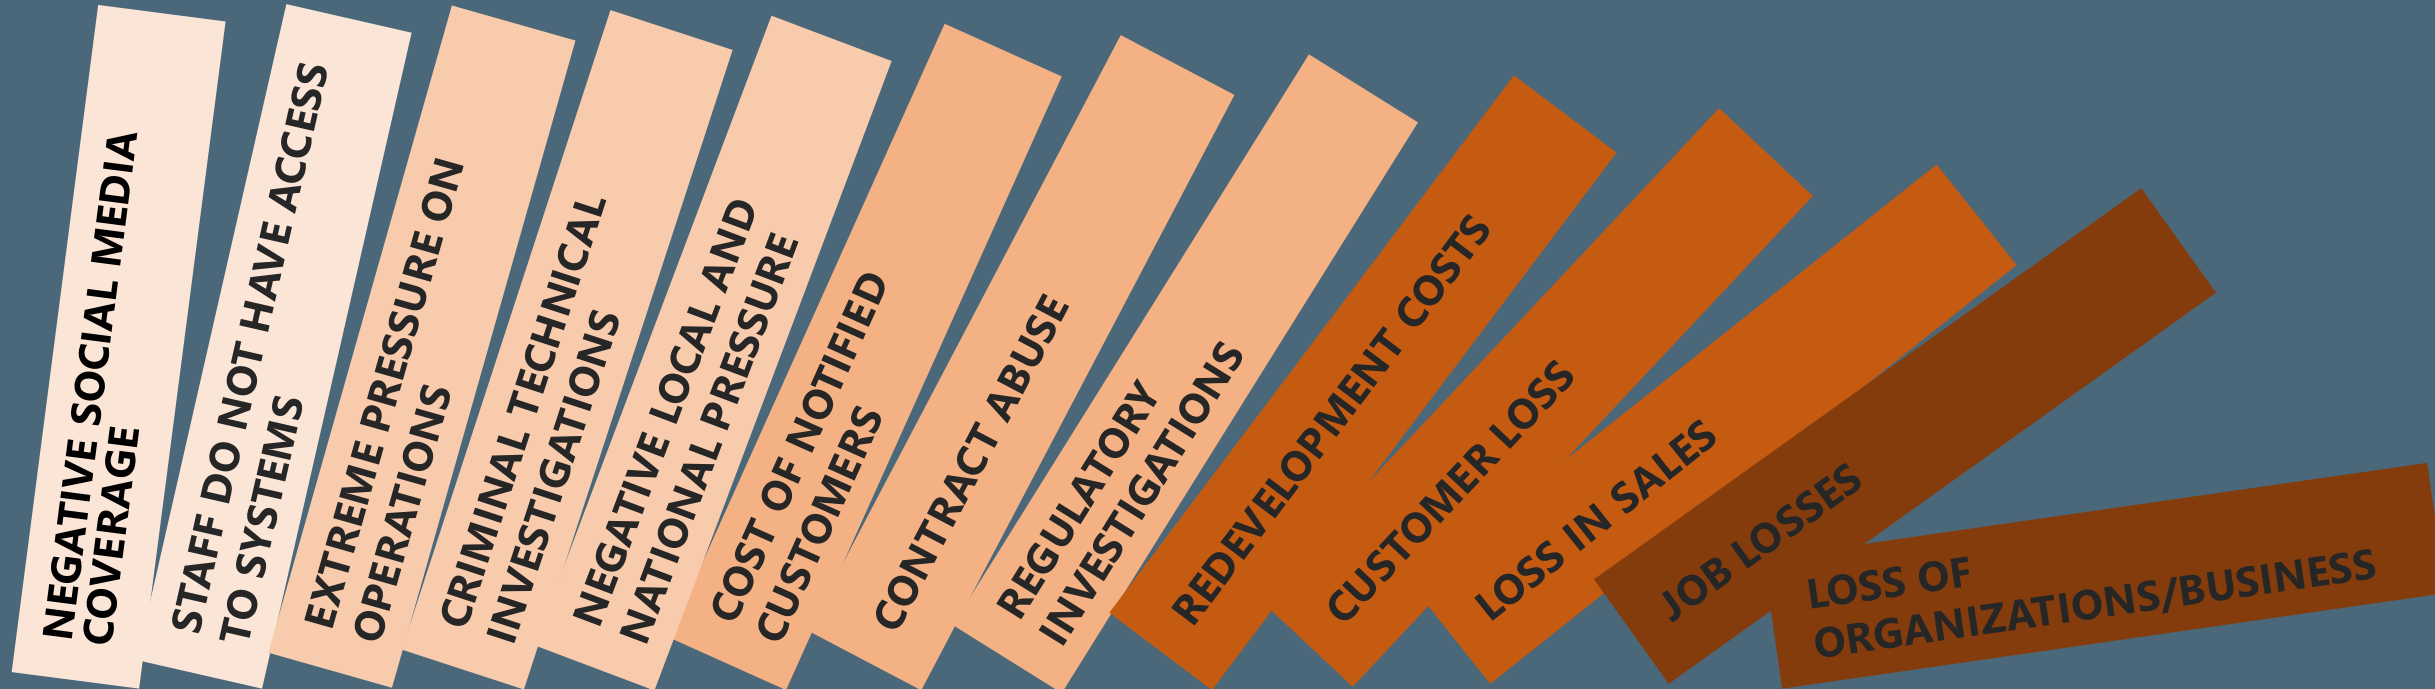 NEGATIVE SOCIAL MEDIA
COVERAGE
STAFF DO NOT HAVE ACCESS
TO SYSTEMS
EXTREME PRESSURE ON
OPERATIONS
CRIMINAL TECHNICAL
INVESTIGATIONS
NEGATIVE LOCAL AND
NATIONAL PRESSURE
COST OF NOTIFIED
CUSTOMERS
CONTRACT ABUSE
REGULATORY
INVESTIGATIONS
REDEVELOPMENT COSTS
CUSTOMER LOSS
LOSS IN SALES
JOB LOSSES
LOSS OF
ORGANIZATIONS/BUSINESS